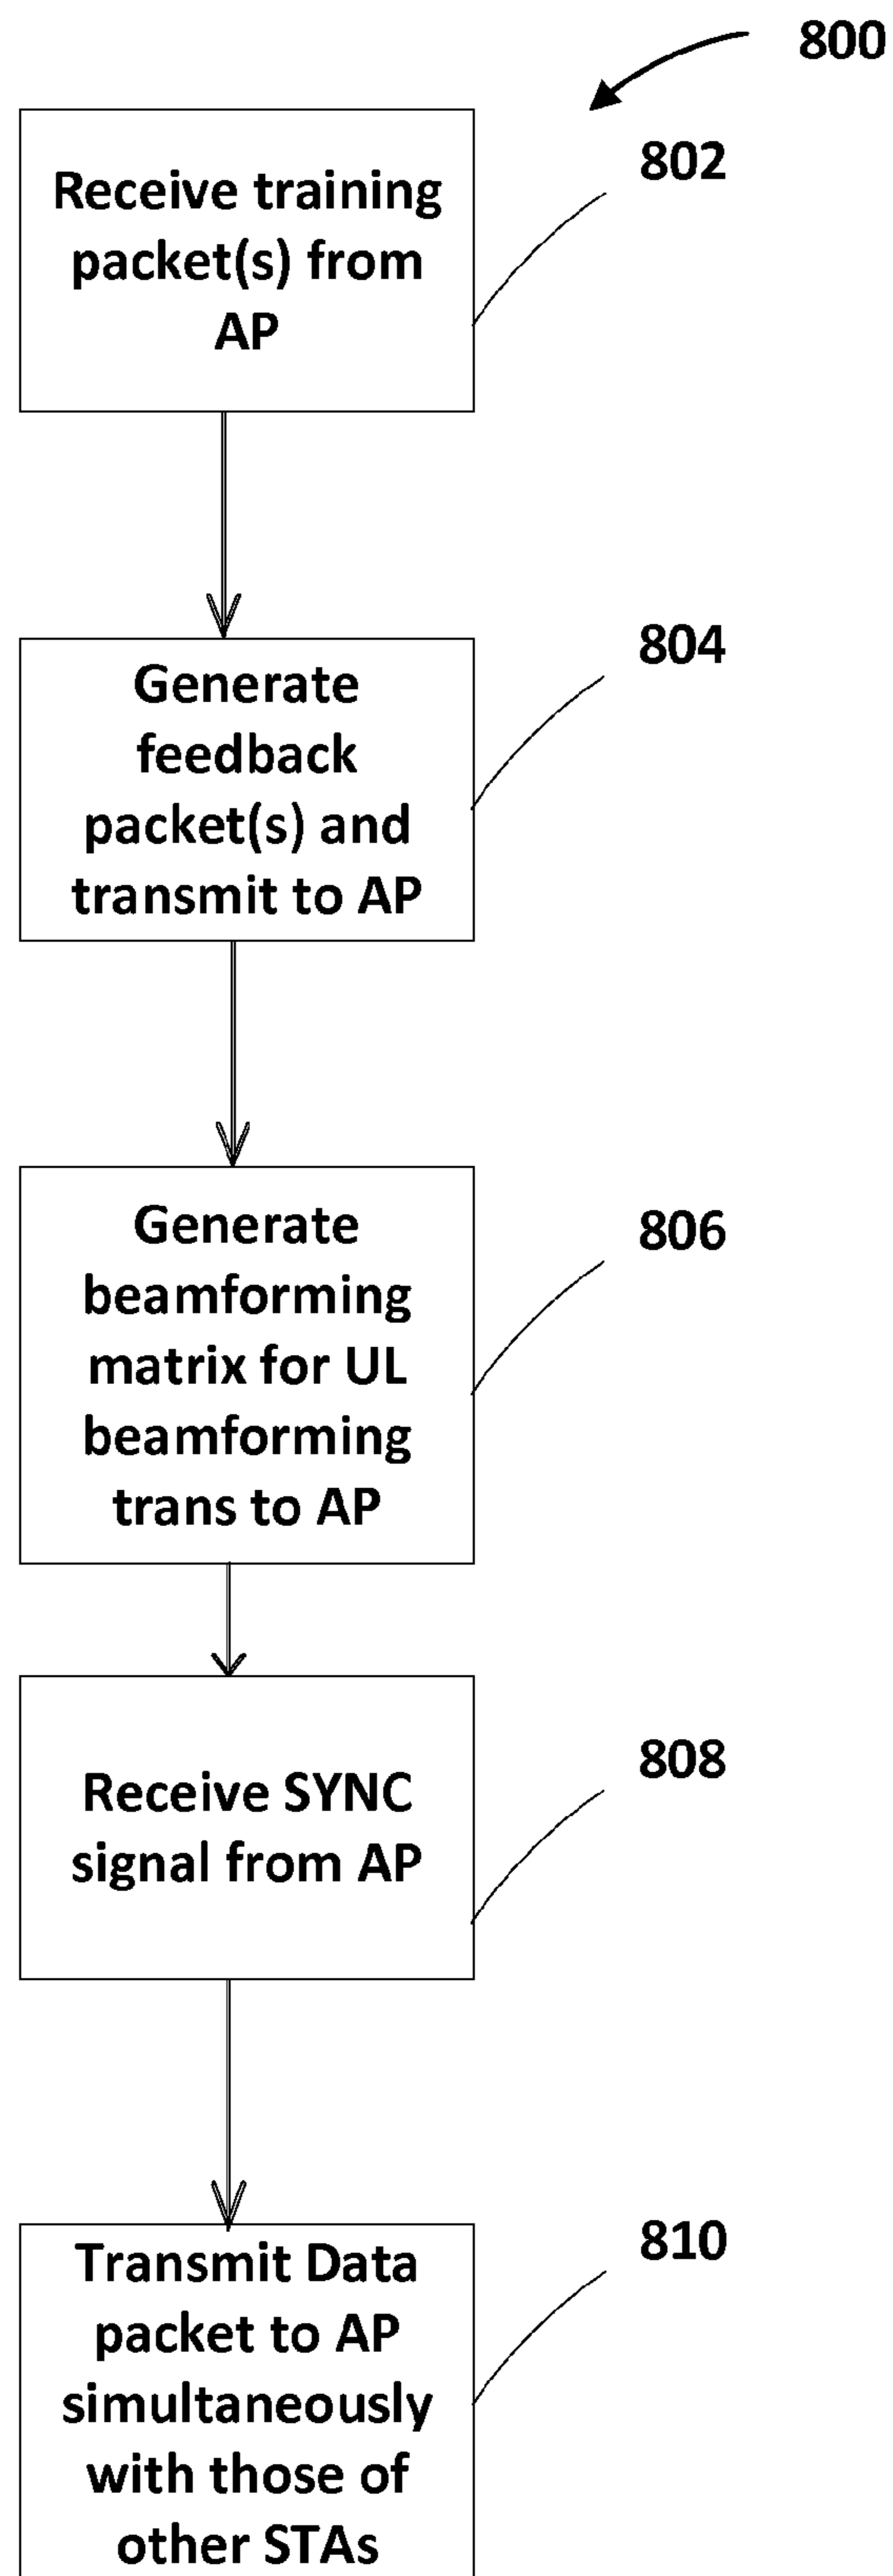 800
802
Receive training
packet(s) from
AP
804
Generate
feedback
packet(s) and
transmit to AP
806
Generate
beamforming
matrix for UL
beamforming
trans to AP
808
Receive SYNC
signal from AP
810
Transmit Data
packet to AP
simultaneously
with those of
other STAs